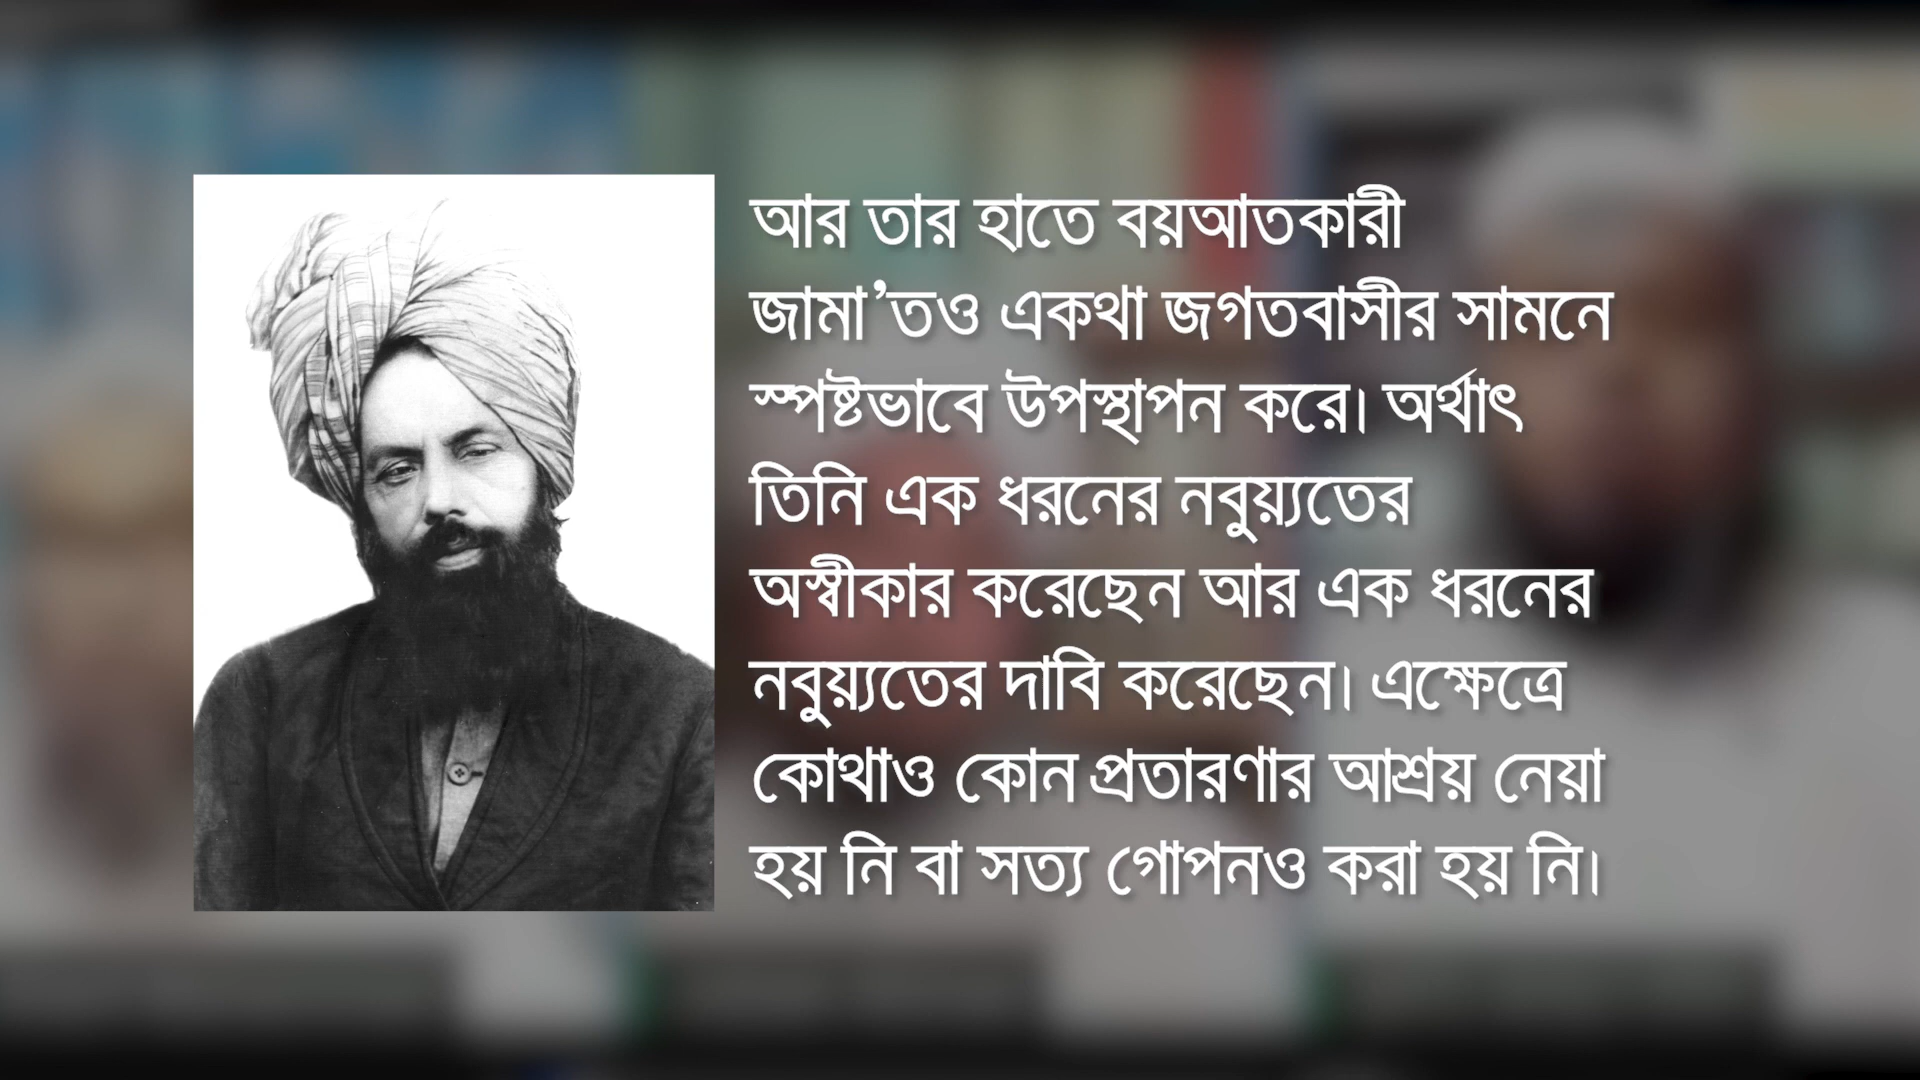 আর তার হাতে বয়আতকারী
জামা’তও একথা জগতবাসীর সামনে
স্পষ্টভাবে উপস্থাপন করে। অর্থাৎ
তিনি এক ধরনের নবুয়্যতের
অস্বীকার করেছেন আর এক ধরনের
নবুয়্যতের দাবি করেছেন। এক্ষেত্রে
কোথাও কোন প্রতারণার আশ্রয় নেয়া
হয় নি বা সত্য গোপনও করা হয় নি।